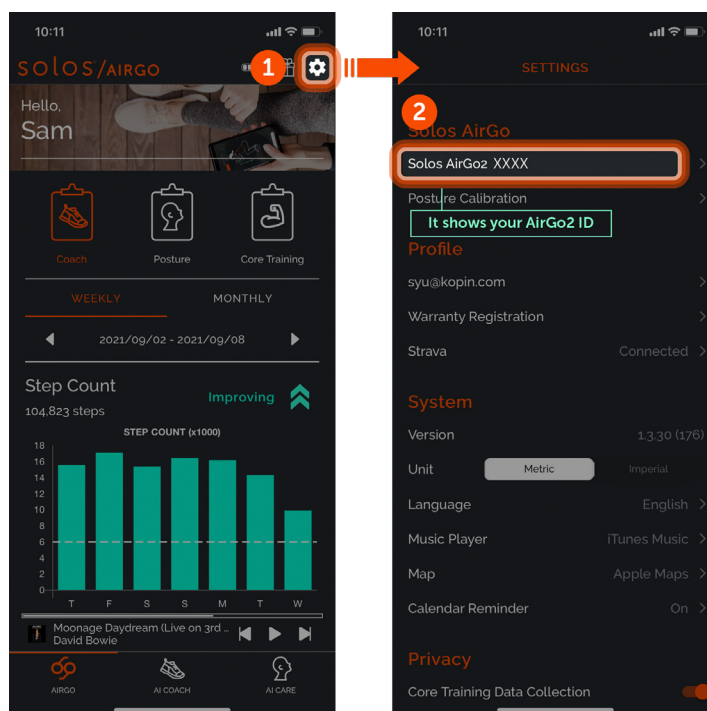 10:11
SOLOS/AIRGO
1
Hello,
Sam
Coach
Posture
Core Training
WEEKLY
MONTHLY
2021/09/02 - 2021/09/08
Step Count
104,823 steps
Improving
STEP COUNT (x1000)
18
16
14
12
10
8
6
4
2
0
T F S S M T W
Moonage Daydream (Live on 3rd ...
David Bowie
AIRGO
AI COACH
AI CARE
10:11
SETTINGS
2
Solos AirGo
Solos AirGo2 XXXX
Posture Calibration
It shows your AirGo2 ID
Profile
syu@kopin.com
Warranty Registration
Strava Connected
System
Version 1.3.30 (176)
Unit Metric Imperial
Language English
Music Player iTunes Music
Map Apple Maps
Calendar Reminder On
Privacy
Core Training Data Collection